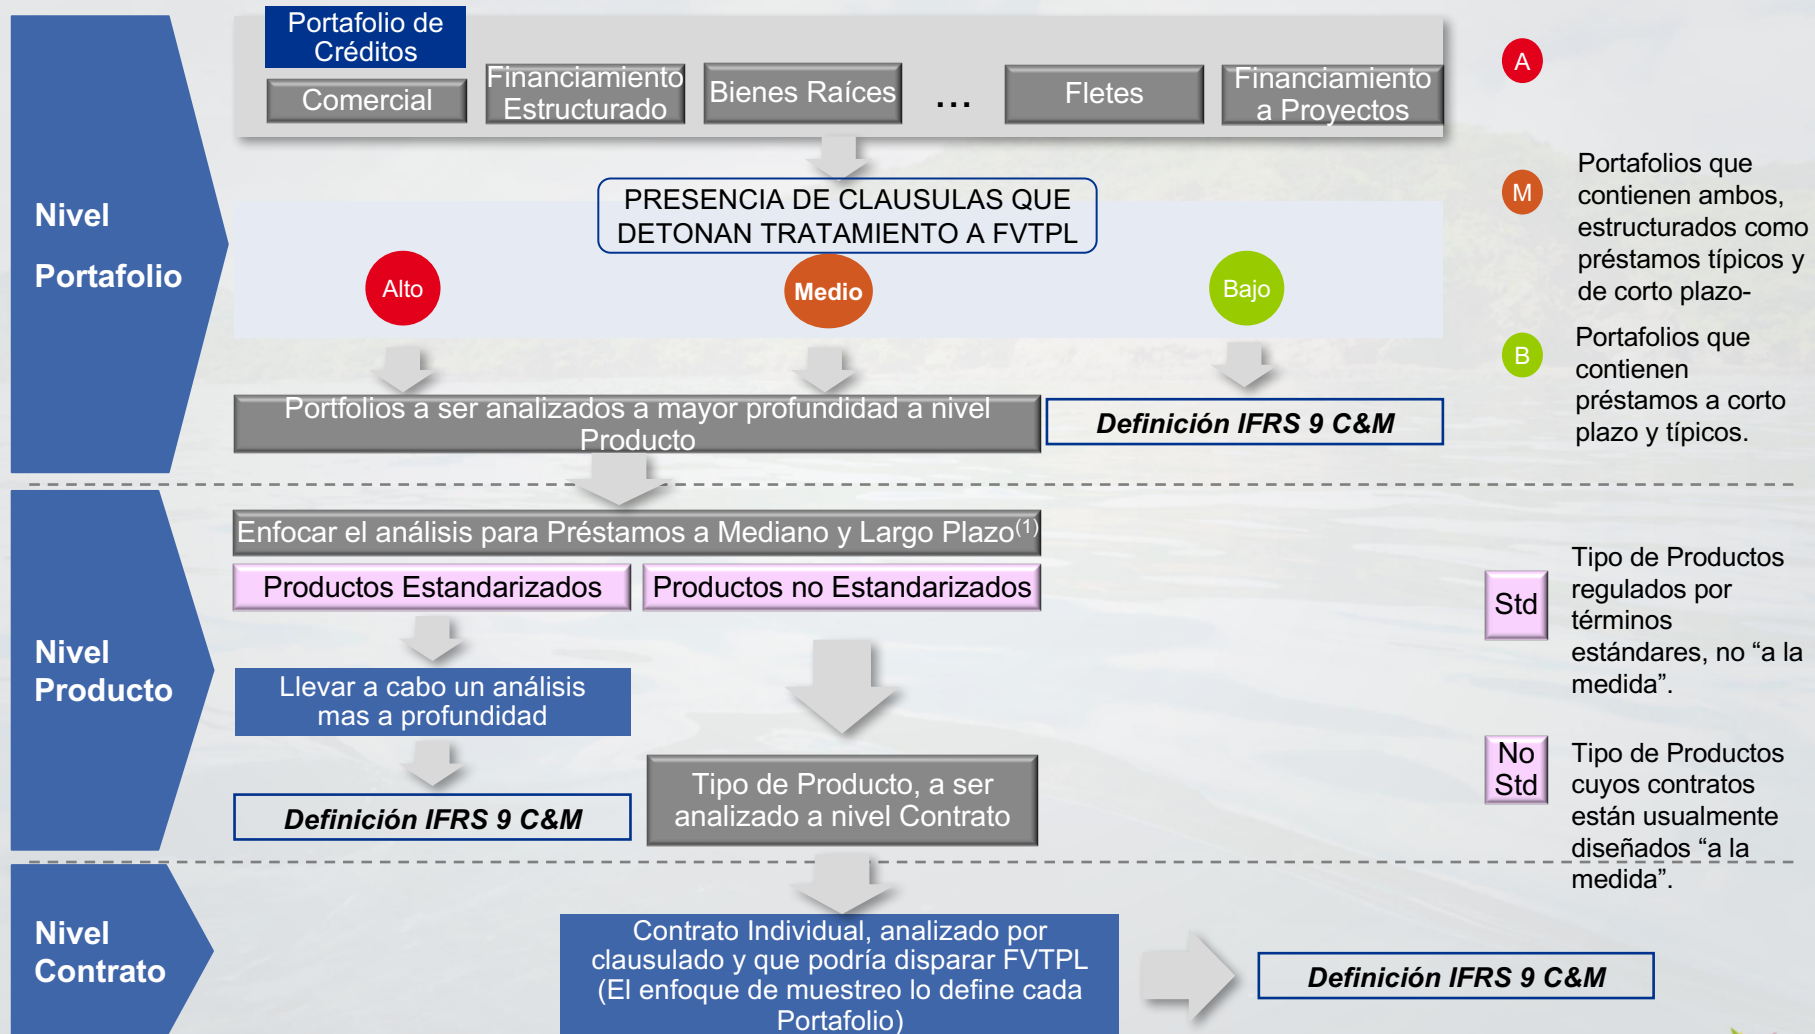 Portafolio de
Créditos
Comercial
Financiamiento
Estructurado
Bienes Raíces
...
Fletes
Financiamiento
a Proyectos
A
Nivel
Portafolio
PRESENCIA DE CLAUSULAS QUE
DETONAN TRATAMIENTO A FVTPL
Alto
Medio
Bajo
M
Portafolios que
contienen ambos,
estructurados como
préstamos típicos y
de corto plazo-
B
Portafolios que
contienen
préstamos a corto
plazo y típicos.
Portfolios a ser analizados a mayor profundidad a nivel
Producto
Definición IFRS 9 C&M
Nivel
Producto
Enfocar el análisis para Préstamos a Mediano y Largo Plazo(1)
Productos Estandarizados
Productos no Estandarizados
Llevar a cabo un análisis
mas a profundidad
Definición IFRS 9 C&M
Tipo de Producto, a ser
analizado a nivel Contrato
Std
Tipo de Productos
regulados por
términos
estándares, no “a la
medida”.
No
Std
Tipo de Productos
cuyos contratos
están usualmente
diseñados “a la
medida”.
Nivel
Contrato
Contrato Individual, analizado por
clausulado y que podría disparar FVTPL
(El enfoque de muestreo lo define cada
Portafolio)
Definición IFRS 9 C&M